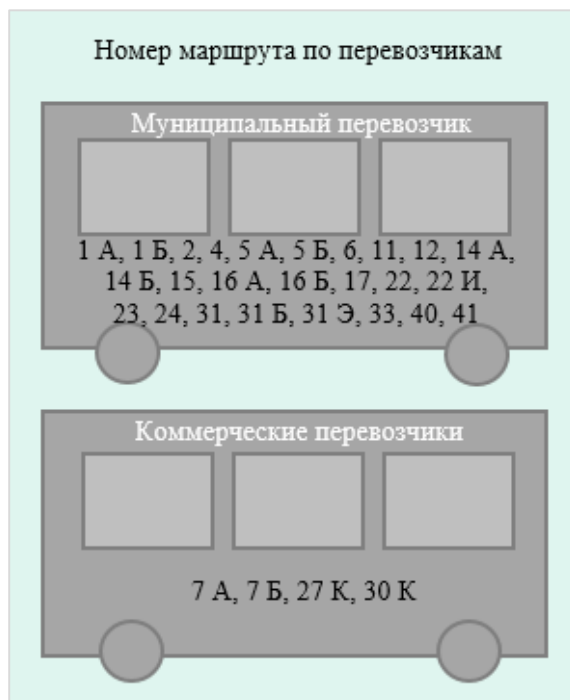 Номер маршрута по перевозчикам
Муниципальный перевозчик
1 А, 1 Б, 2, 4, 5 А, 5 Б, 6, 11, 12, 14 А,
14 Б, 15, 16 А, 16 Б, 17, 22, 22 И,
23, 24, 31, 31 Б, 31 Э, 33, 40, 41
Коммерческие перевозчики
7 А, 7 Б, 27 К, 30 К